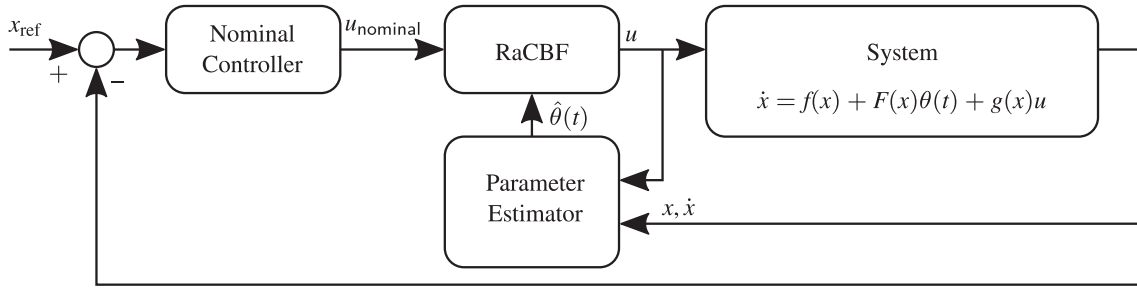 x_ref
+
−
Nominal
Controller
u_nominal
RaCBF
u
System
ẋ = f(x) + F(x)θ(t) + g(x)u
θ̂(t)
Parameter
Estimator
x, ẋ